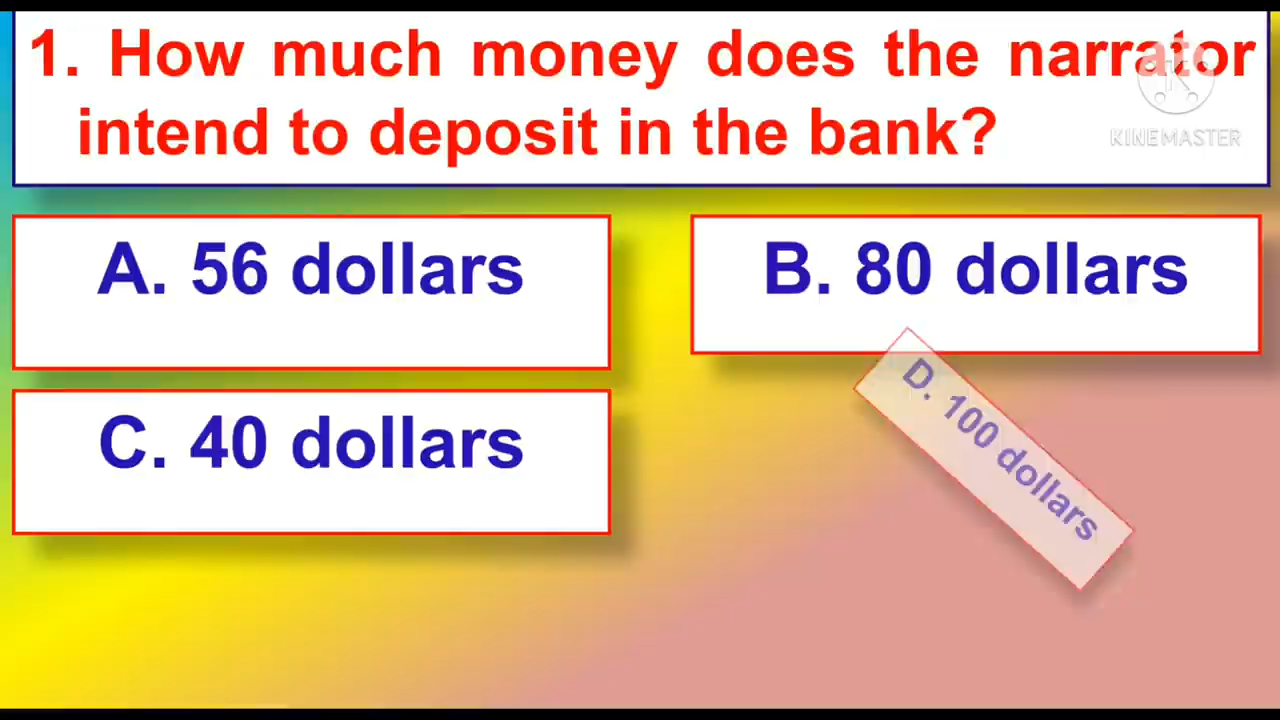 1. How much money does the narrator
intend to deposit in the bank?
KINEMASTER
A. 56 dollars
B. 80 dollars
C. 40 dollars
D. 100 dollars